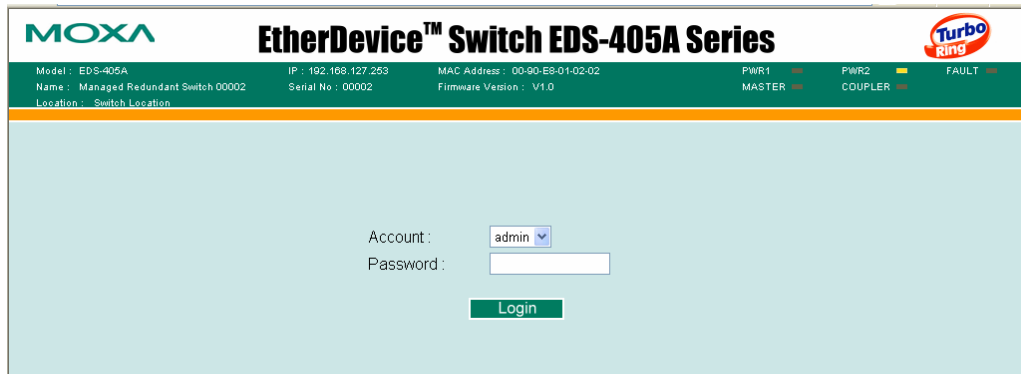 MOXA EtherDevice™ Switch EDS-405A Series Turbo Ring
Model : EDS-405A IP : 192.168.127.253 MAC Address : 00-90-E8-01-02-02 PWR1 PWR2 FAULT
Name : Managed Redundant Switch 00002 Serial No : 00002 Firmware Version : V1.0 MASTER COUPLER
Location : Switch Location
Account : admin
Password :
Login